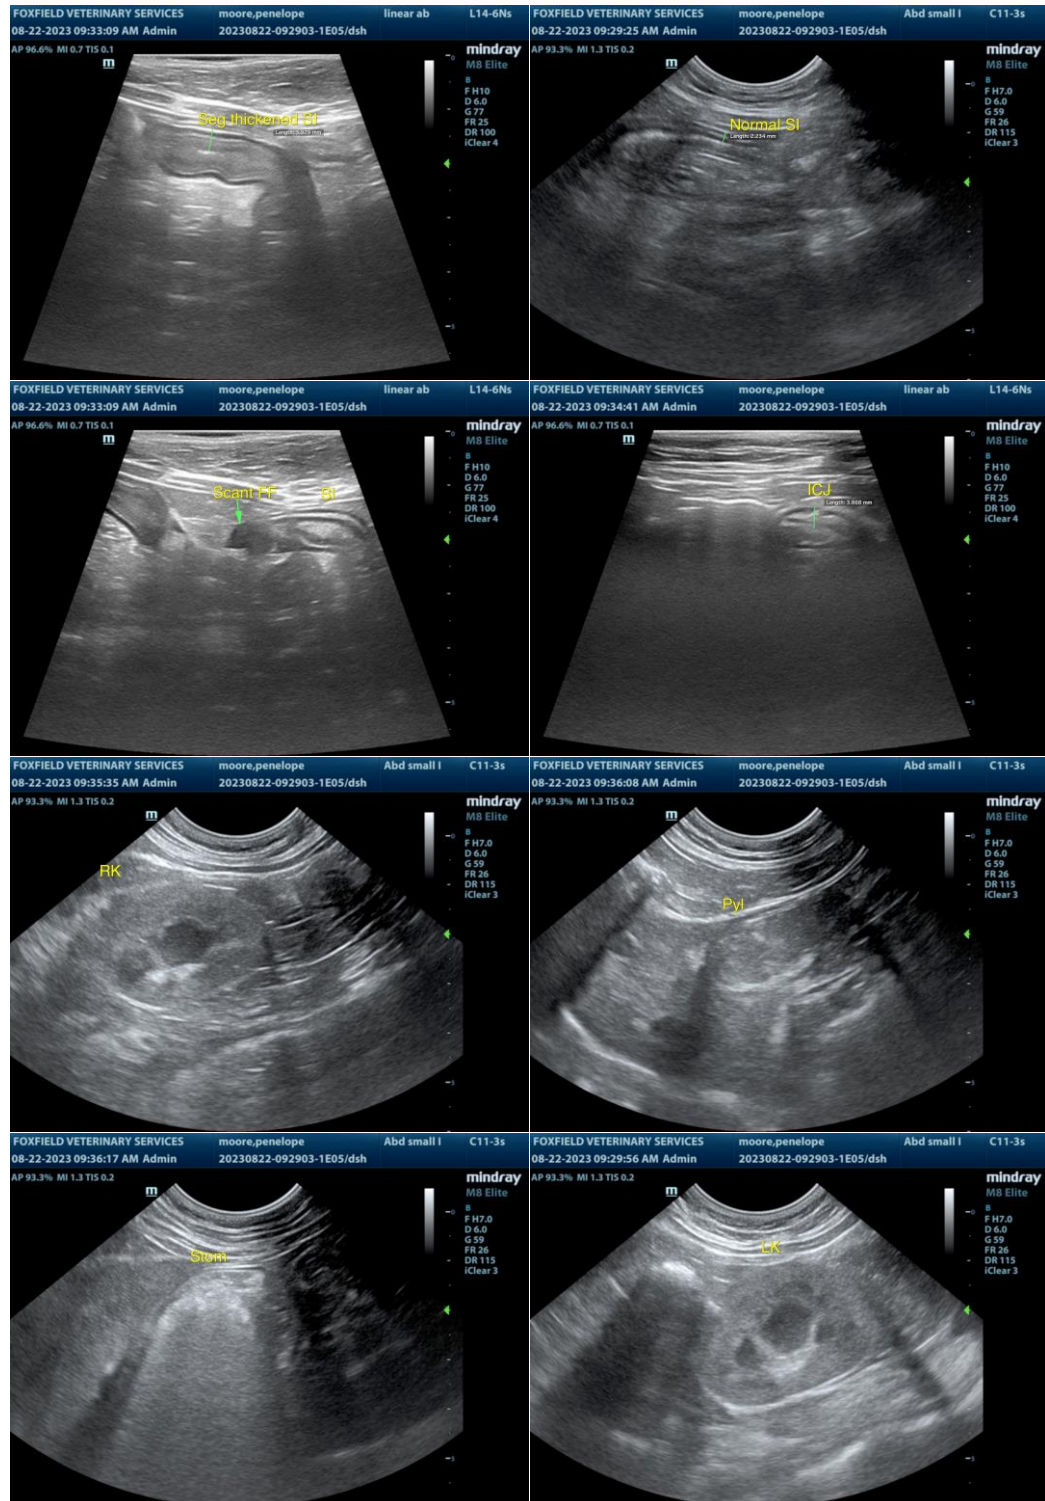 FOXFIELD VETERINARY SERVICES moore,penelope linear ab L14-6Ns
08-22-2023 09:33:09 AM Admin 20230822-092903-1E05/dsh
AP 96.6% MI 0.7 TIS 0.1 mindray
m M8 Elite
B
F H10
D 6.0
G 77
FR 25
DR 100
iClear 4
Seg thickened SI
FOXFIELD VETERINARY SERVICES moore,penelope Abd small I C11-3s
08-22-2023 09:29:25 AM Admin 20230822-092903-1E05/dsh
AP 93.3% MI 1.3 TIS 0.2 mindray
m M8 Elite
B
F H7.0
D 6.0
G 59
FR 26
DR 115
iClear 3
Normal SI
Length: 2.234 mm
FOXFIELD VETERINARY SERVICES moore,penelope linear ab L14-6Ns
08-22-2023 09:33:09 AM Admin 20230822-092903-1E05/dsh
AP 96.6% MI 0.7 TIS 0.1 mindray
m M8 Elite
B
F H10
D 6.0
G 77
FR 25
DR 100
iClear 4
Scant FF SI
FOXFIELD VETERINARY SERVICES moore,penelope linear ab L14-6Ns
08-22-2023 09:34:41 AM Admin 20230822-092903-1E05/dsh
AP 96.6% MI 0.7 TIS 0.1 mindray
m M8 Elite
B
F H10
D 6.0
G 77
FR 25
DR 100
iClear 4
ICJ
FOXFIELD VETERINARY SERVICES moore,penelope Abd small I C11-3s
08-22-2023 09:35:35 AM Admin 20230822-092903-1E05/dsh
AP 93.3% MI 1.3 TIS 0.2 mindray
m M8 Elite
B
F H7.0
D 6.0
G 59
FR 26
DR 115
iClear 3
RK
FOXFIELD VETERINARY SERVICES moore,penelope Abd small I C11-3s
08-22-2023 09:36:08 AM Admin 20230822-092903-1E05/dsh
AP 93.3% MI 1.3 TIS 0.2 mindray
m M8 Elite
B
F H7.0
D 6.0
G 59
FR 26
DR 115
iClear 3
Pyl
FOXFIELD VETERINARY SERVICES moore,penelope Abd small I C11-3s
08-22-2023 09:36:17 AM Admin 20230822-092903-1E05/dsh
AP 93.3% MI 1.3 TIS 0.2 mindray
m M8 Elite
B
F H7.0
D 6.0
G 59
FR 26
DR 115
iClear 3
Stom
FOXFIELD VETERINARY SERVICES moore,penelope Abd small I C11-3s
08-22-2023 09:29:56 AM Admin 20230822-092903-1E05/dsh
AP 93.3% MI 1.3 TIS 0.2 mindray
m M8 Elite
B
F H7.0
D 6.0
G 59
FR 26
DR 115
iClear 3
LK